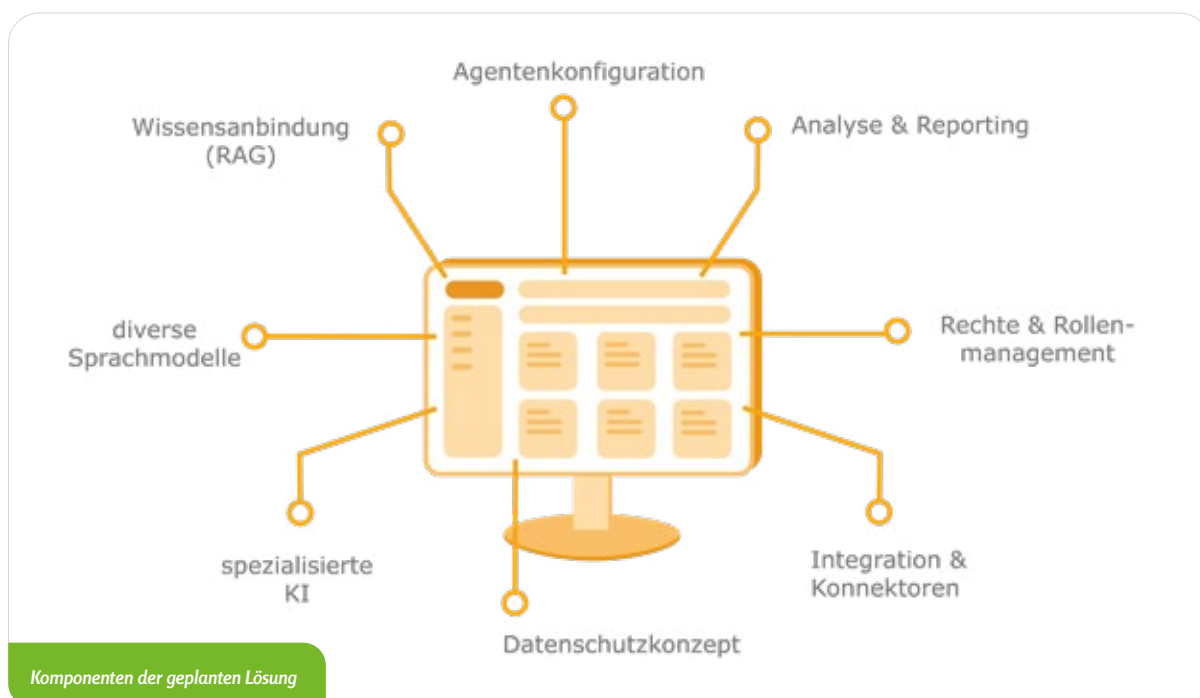 Agentenkonfiguration
Wissensanbindung
(RAG)
Analyse & Reporting
diverse
Sprachmodelle
Rechte & Rollen-
management
spezialisierte
KI
Integration &
Konnektoren
Datenschutzkonzept
Komponenten der geplanten Lösung